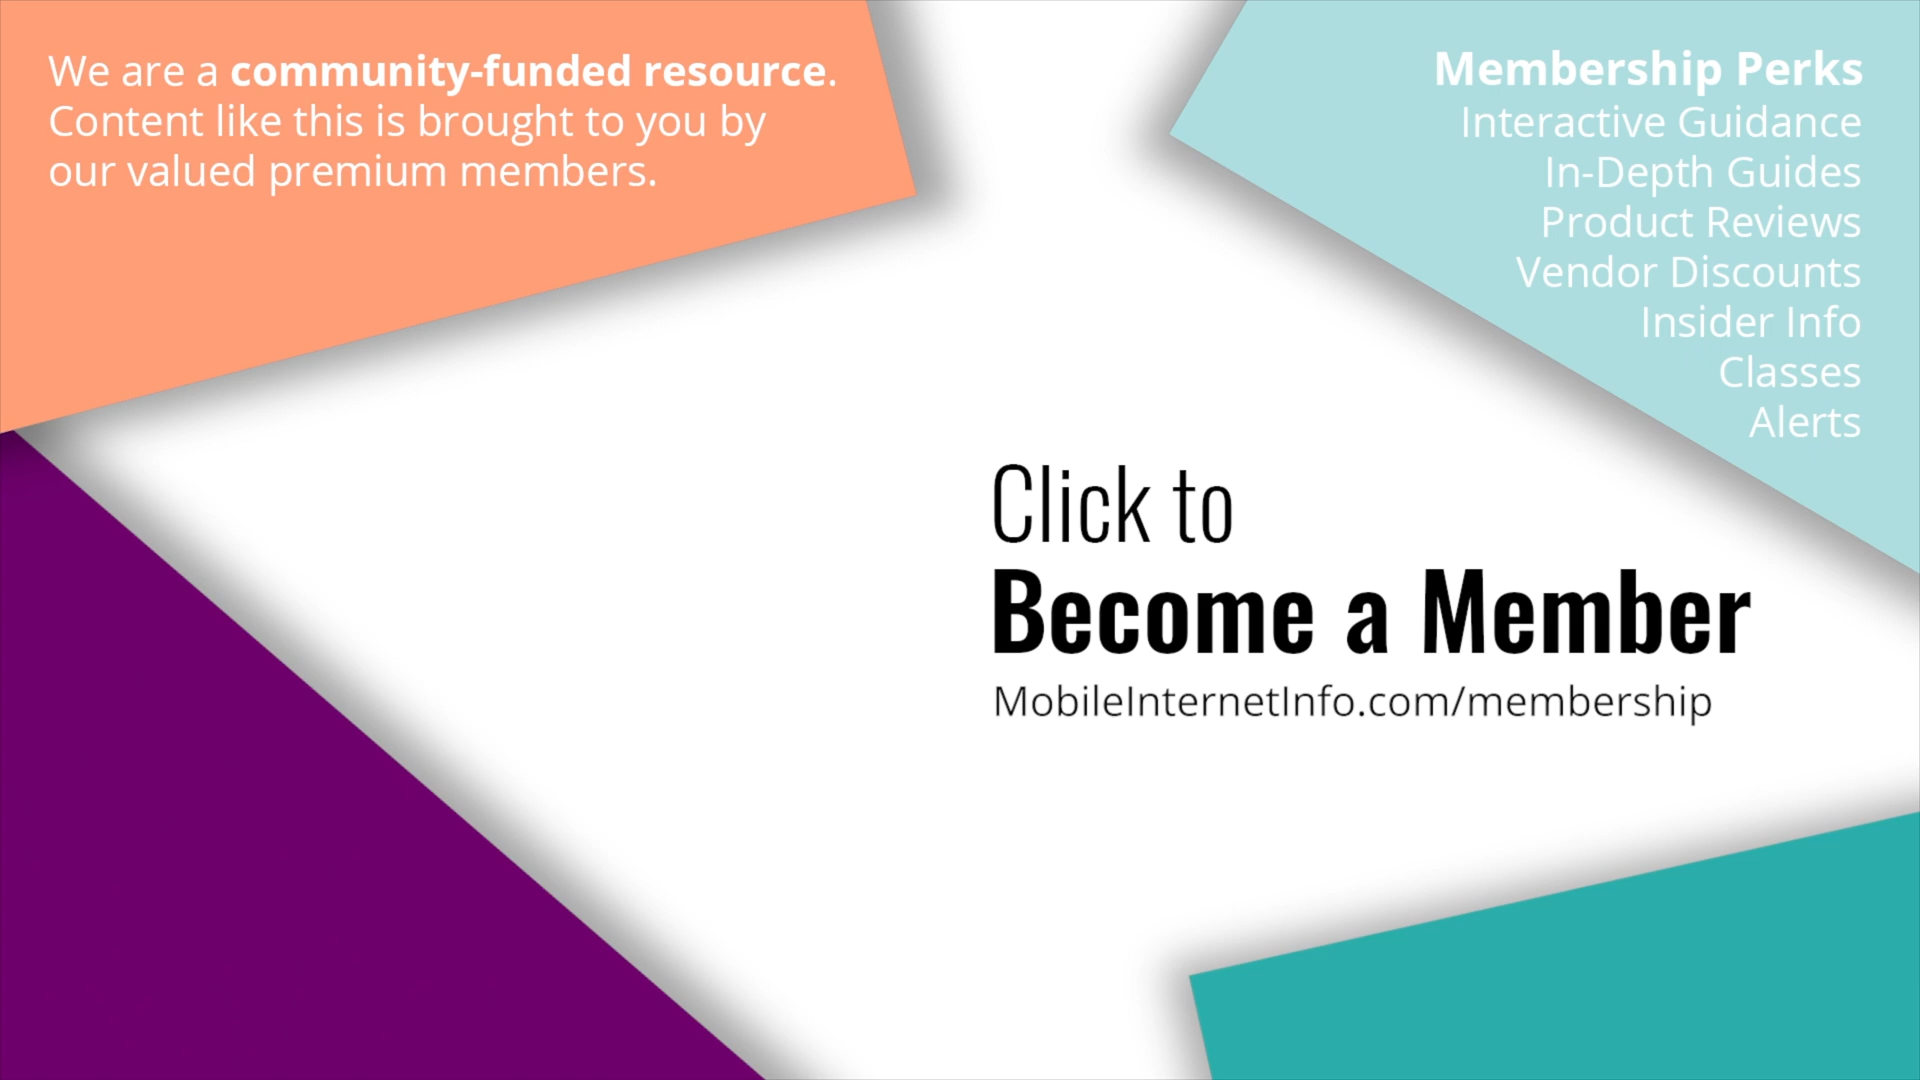 We are a community-funded resource.
Content like this is brought to you by
our valued premium members.
Membership Perks
Interactive Guidance
In-Depth Guides
Product Reviews
Vendor Discounts
Insider Info
Classes
Alerts
Click to
Become a Member
MobileInternetInfo.com/membership